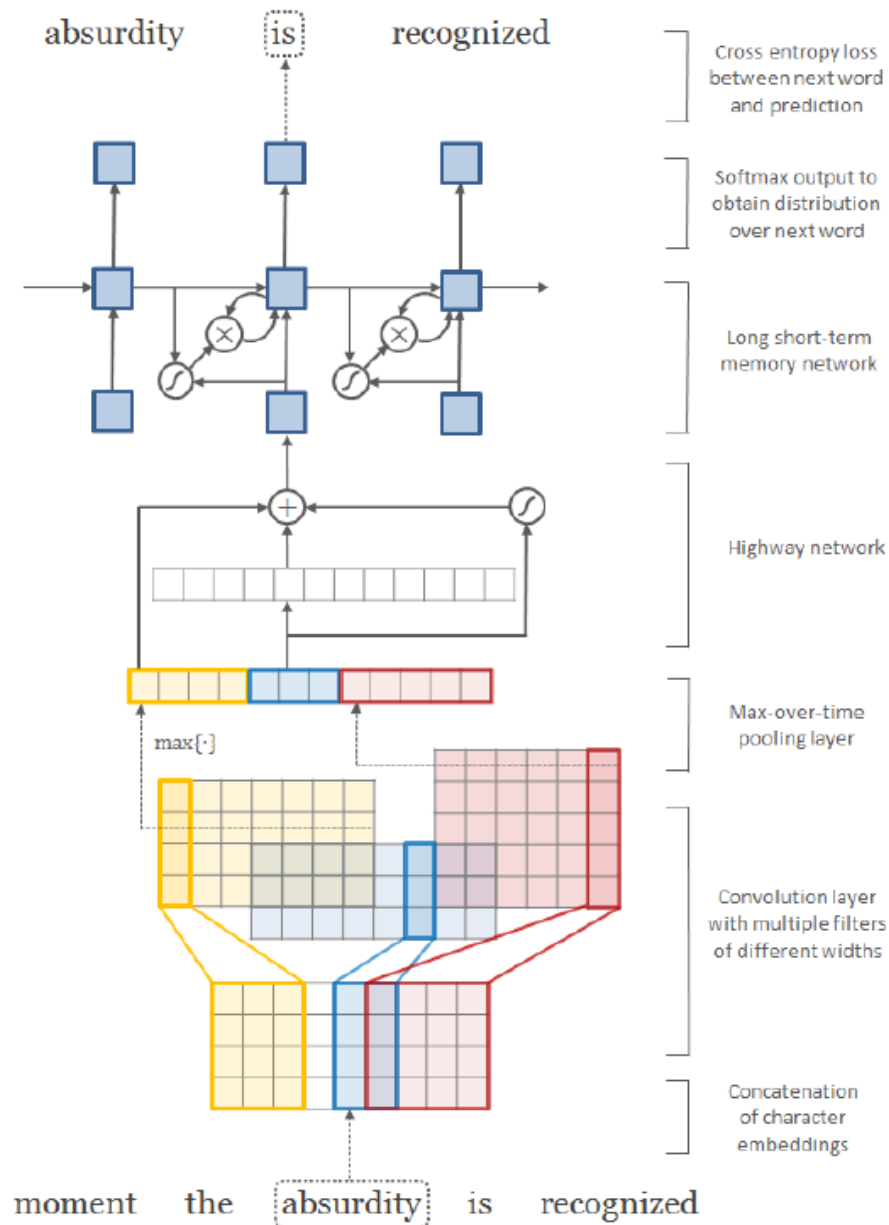 absurdity is recognized
Cross entropy loss
between next word
and prediction
Softmax output to
obtain distribution
over next word
Long short-term
memory network
Highway network
Max-over-time
pooling layer
max{·}
Convolution layer
with multiple filters
of different widths
Concatenation
of character
embeddings
moment the absurdity is recognized